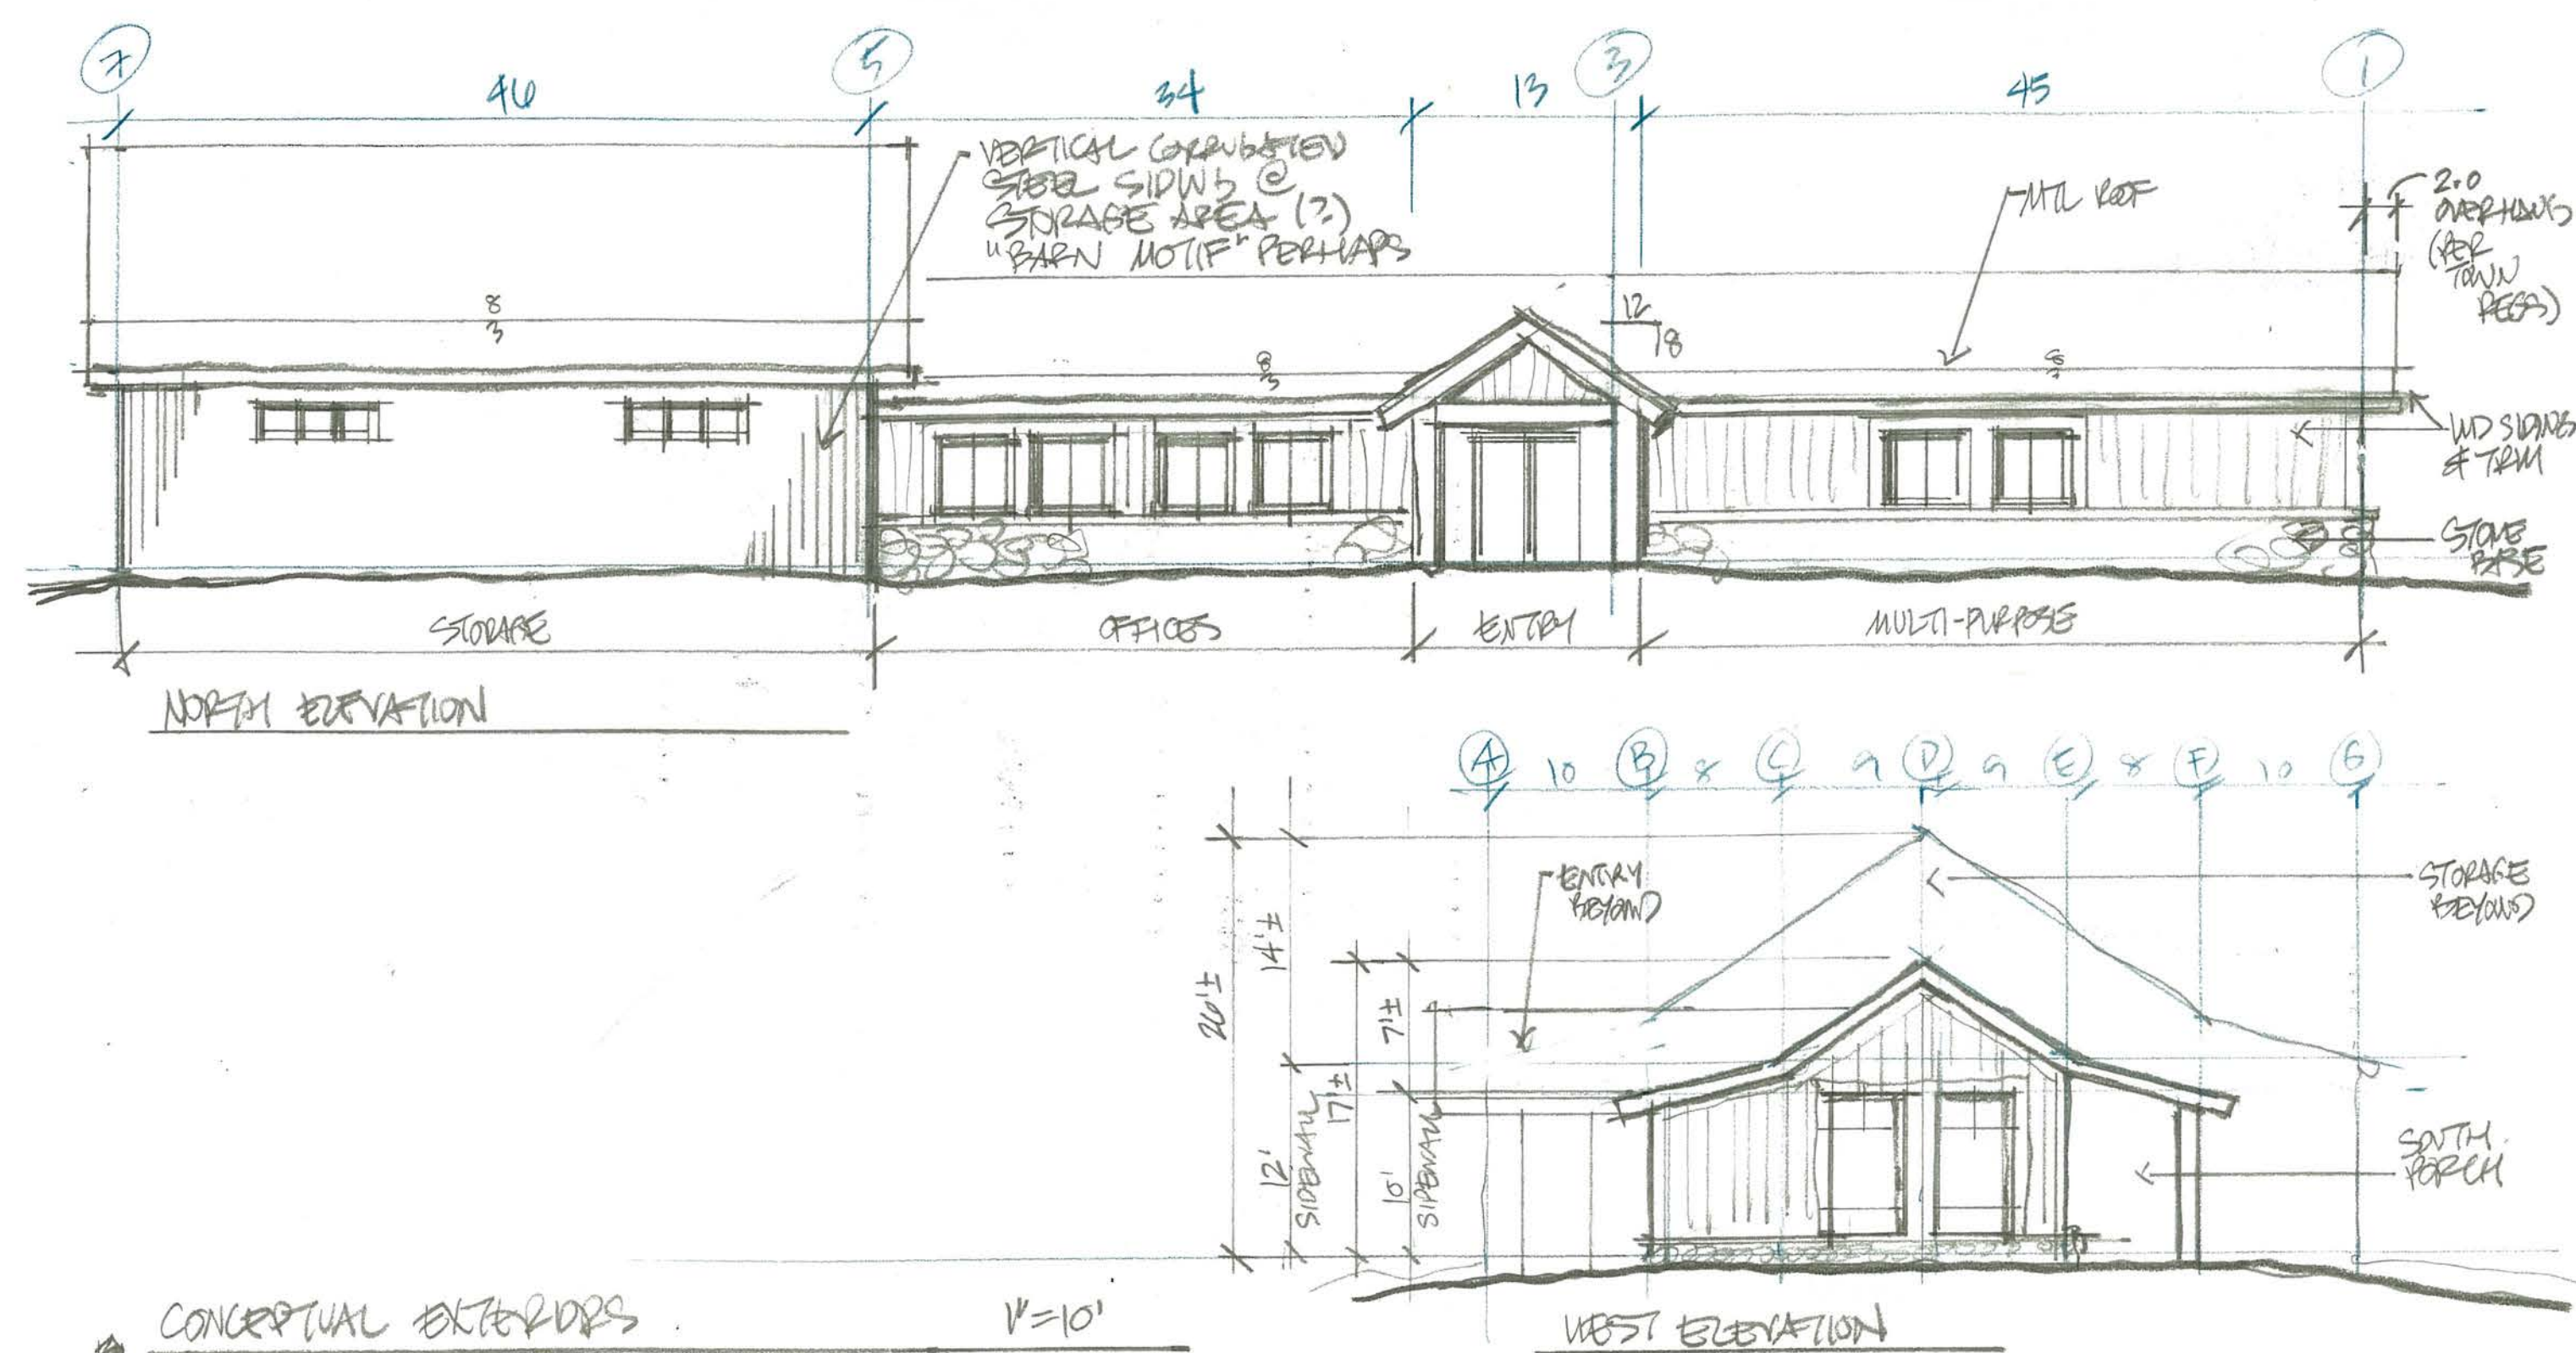 7
5
3
1
46
34
13
45
VERTICAL CORRUGATED
STEEL SIDING @
STORAGE AREA (?)
"BARN MOTIF" PERHAPS
MTL ROOF
2.0
OVERHANG
(PER
TOWN
REGS)
8
3
8
3
12
8
8
WD SIDING
& TRIM
STONE
BASE
STORAGE
OFFICES
ENTRY
MULTI-PURPOSE
NORTH ELEVATION
A 10 B 8 C 9 D 9 E 8 F 10 G
ENTRY
BEYOND
STORAGE
BEYOND
26'±
14'±
12'
SIDEWALL
17'±
7'±
10'
SIDEWALL
SOUTH
PORCH
CONCEPTUAL EXTERIORS
1"=10'
WEST ELEVATION